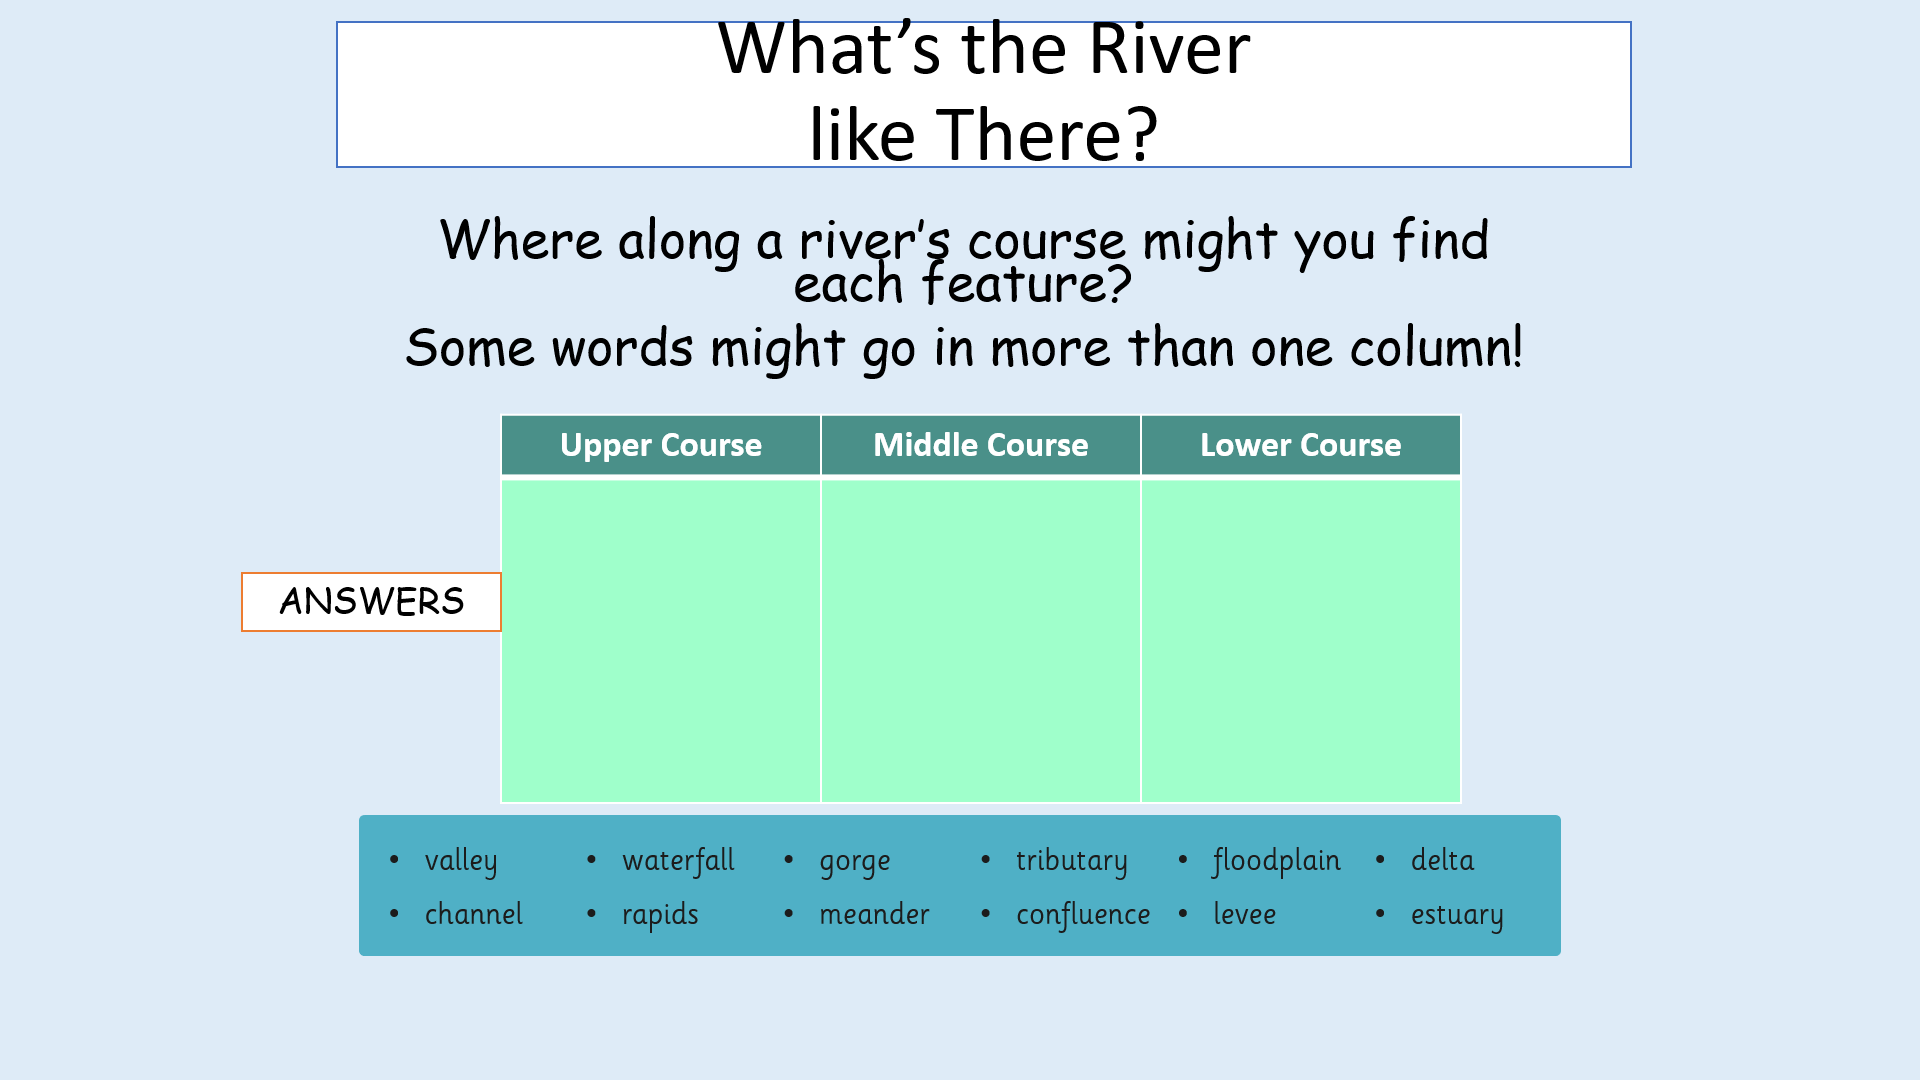 What’s the River
like There?
Where along a river’s course might you find
each feature?
Some words might go in more than one column!
Upper Course Middle Course Lower Course
ANSWERS
• valley • waterfall • gorge • tributary • floodplain • delta
• channel • rapids • meander • confluence • levee • estuary